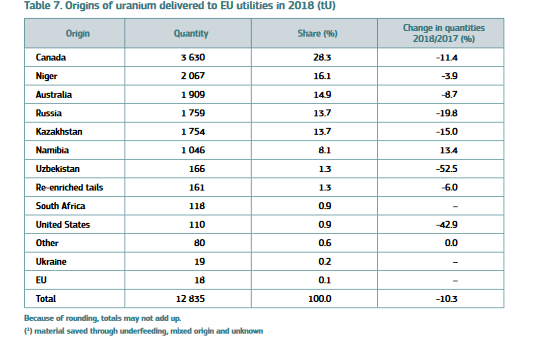 Table 7. Origins of uranium delivered to EU utilities in 2018 (tU)
Origin Quantity Share (%) Change in quantities 2018/2017 (%)
Canada 3 630 28.3 -11.4
Niger 2 067 16.1 -3.9
Australia 1 909 14.9 -8.7
Russia 1 759 13.7 -19.8
Kazakhstan 1 754 13.7 -15.0
Namibia 1 046 8.1 13.4
Uzbekistan 166 1.3 -52.5
Re-enriched tails 161 1.3 -6.0
South Africa 118 0.9 –
United States 110 0.9 -42.9
Other 80 0.6 0.0
Ukraine 19 0.2 –
EU 18 0.1 –
Total 12 835 100.0 -10.3
Because of rounding, totals may not add up.
(¹) material saved through underfeeding, mixed origin and unknown